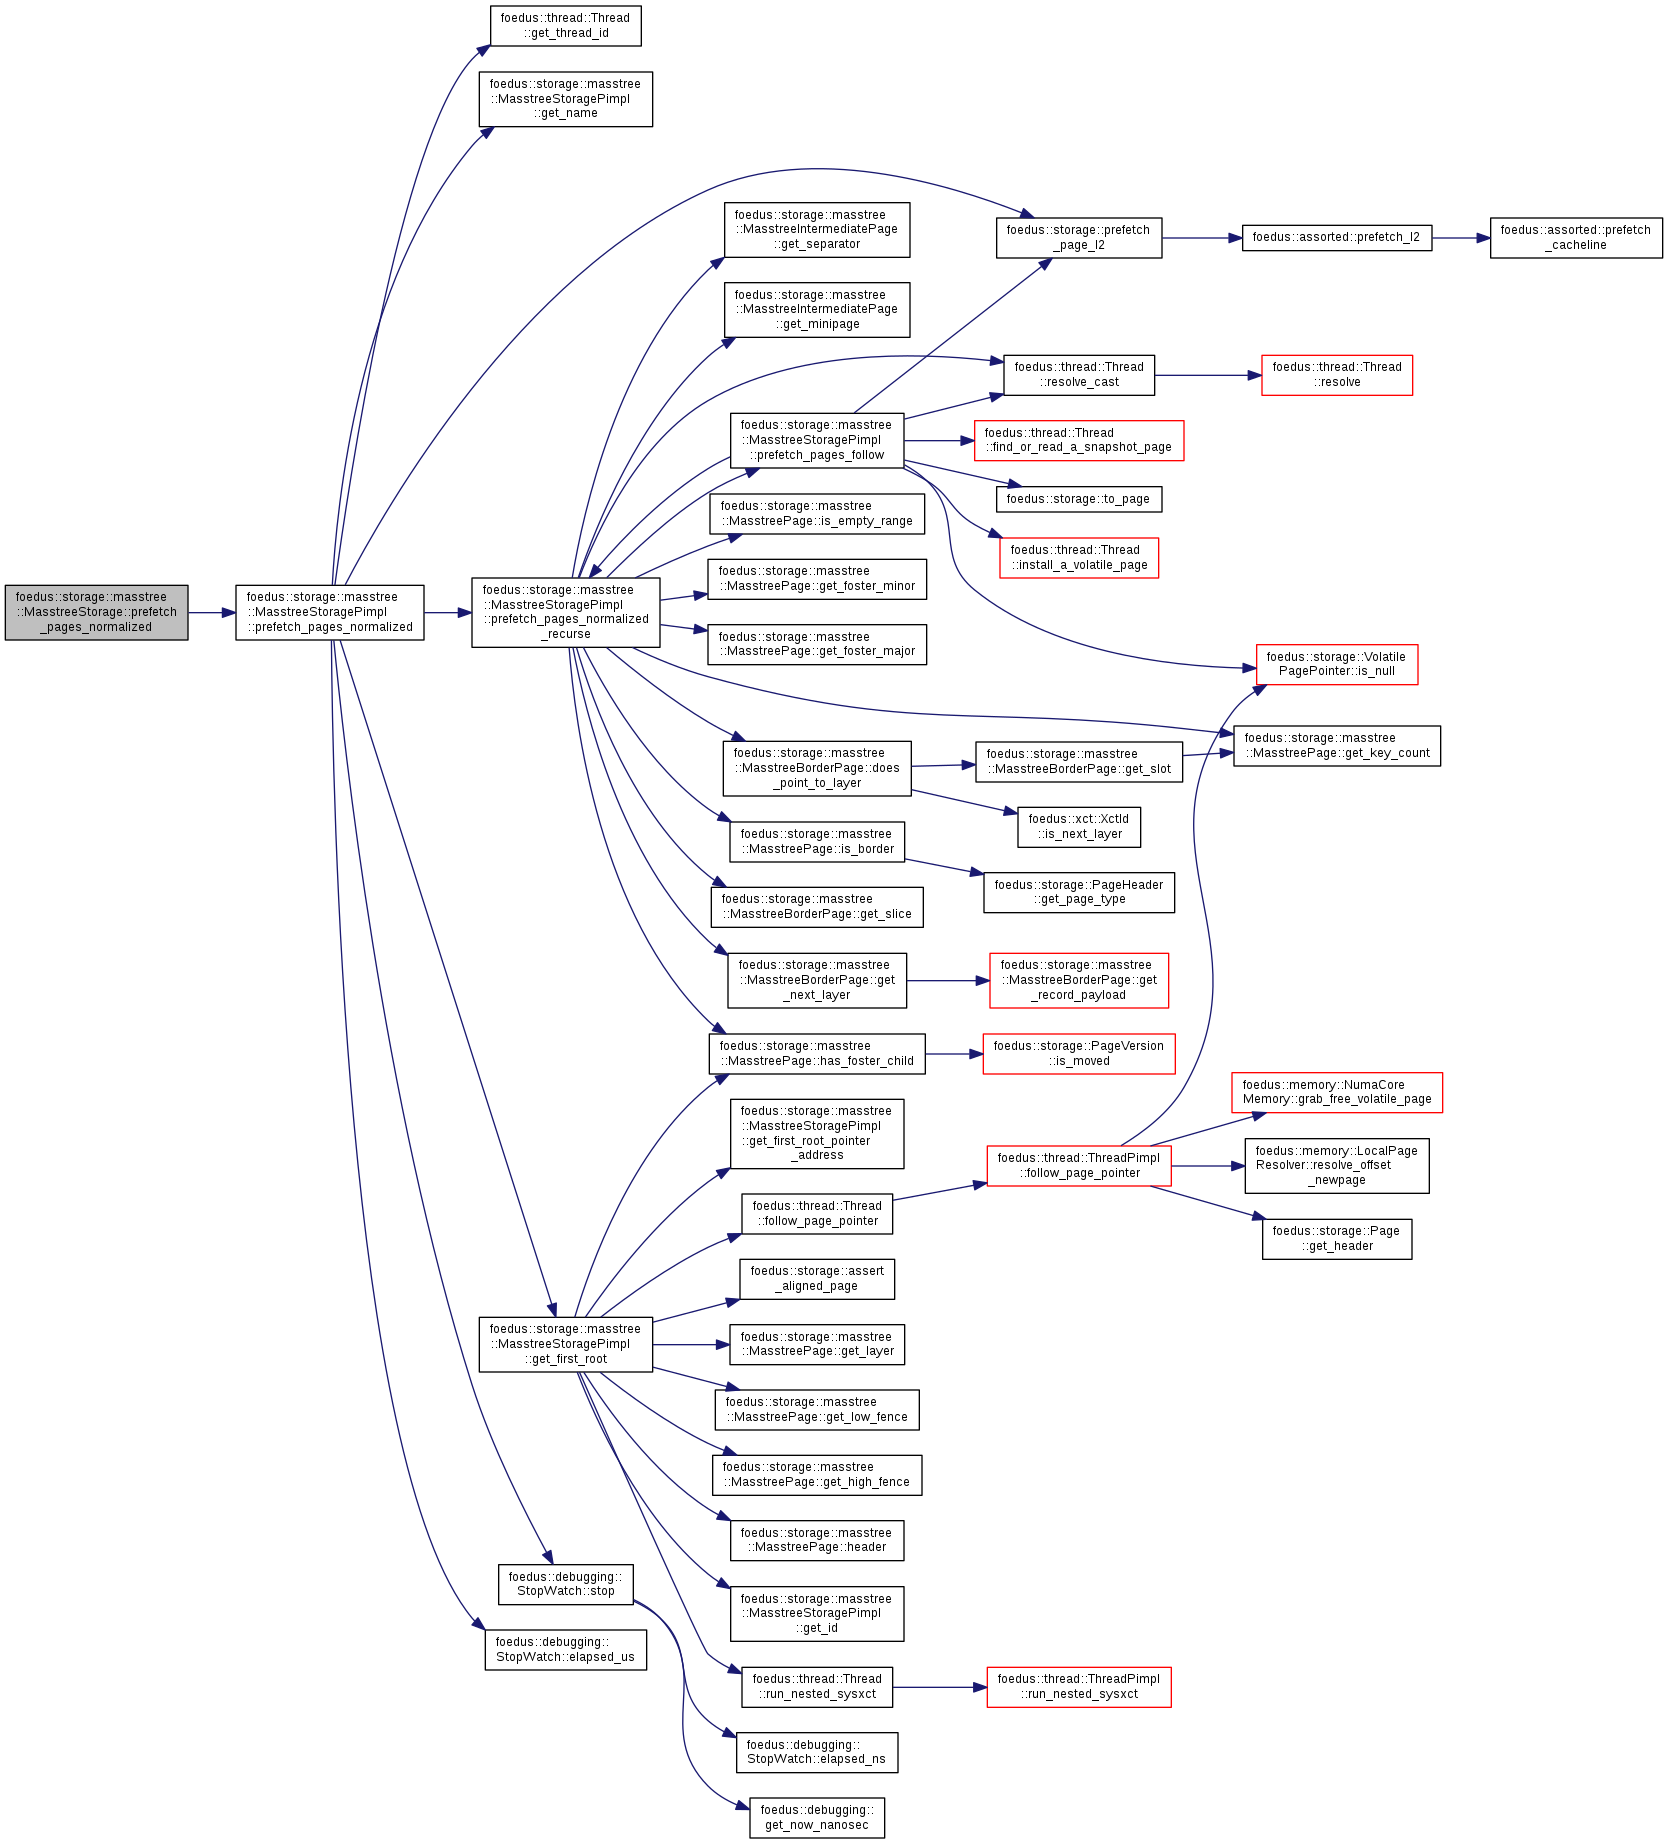 foedus::thread::Thread
::get_thread_id
foedus::storage::masstree
::MasstreeStoragePimpl
::get_name
foedus::storage::masstree
::MasstreeIntermediatePage
::get_separator
foedus::storage::prefetch
_page_l2
foedus::assorted::prefetch_l2
foedus::assorted::prefetch
_cacheline
foedus::storage::masstree
::MasstreeIntermediatePage
::get_minipage
foedus::thread::Thread
::resolve_cast
foedus::thread::Thread
::resolve
foedus::storage::masstree
::MasstreeStoragePimpl
::prefetch_pages_follow
foedus::thread::Thread
::find_or_read_a_snapshot_page
foedus::storage::to_page
foedus::storage::masstree
::MasstreePage::is_empty_range
foedus::thread::Thread
::install_a_volatile_page
foedus::storage::masstree
::MasstreePage::get_foster_minor
foedus::storage::masstree
::MasstreeStorage::prefetch
_pages_normalized
foedus::storage::masstree
::MasstreeStoragePimpl
::prefetch_pages_normalized
foedus::storage::masstree
::MasstreeStoragePimpl
::prefetch_pages_normalized
_recurse
foedus::storage::masstree
::MasstreePage::get_foster_major
foedus::storage::Volatile
PagePointer::is_null
foedus::storage::masstree
::MasstreePage::get_key_count
foedus::storage::masstree
::MasstreeBorderPage::does
_point_to_layer
foedus::storage::masstree
::MasstreeBorderPage::get_slot
foedus::xct::XctId
::is_next_layer
foedus::storage::masstree
::MasstreePage::is_border
foedus::storage::PageHeader
::get_page_type
foedus::storage::masstree
::MasstreeBorderPage::get_slice
foedus::storage::masstree
::MasstreeBorderPage::get
_next_layer
foedus::storage::masstree
::MasstreeBorderPage::get
_record_payload
foedus::storage::masstree
::MasstreePage::has_foster_child
foedus::storage::PageVersion
::is_moved
foedus::memory::NumaCore
Memory::grab_free_volatile_page
foedus::storage::masstree
::MasstreeStoragePimpl
::get_first_root_pointer
_address
foedus::thread::ThreadPimpl
::follow_page_pointer
foedus::memory::LocalPage
Resolver::resolve_offset
_newpage
foedus::thread::Thread
::follow_page_pointer
foedus::storage::Page
::get_header
foedus::storage::assert
_aligned_page
foedus::storage::masstree
::MasstreeStoragePimpl
::get_first_root
foedus::storage::masstree
::MasstreePage::get_layer
foedus::storage::masstree
::MasstreePage::get_low_fence
foedus::storage::masstree
::MasstreePage::get_high_fence
foedus::storage::masstree
::MasstreePage::header
foedus::debugging::
StopWatch::stop
foedus::storage::masstree
::MasstreeStoragePimpl
::get_id
foedus::debugging::
StopWatch::elapsed_us
foedus::thread::Thread
::run_nested_sysxct
foedus::thread::ThreadPimpl
::run_nested_sysxct
foedus::debugging::
StopWatch::elapsed_ns
foedus::debugging::
get_now_nanosec